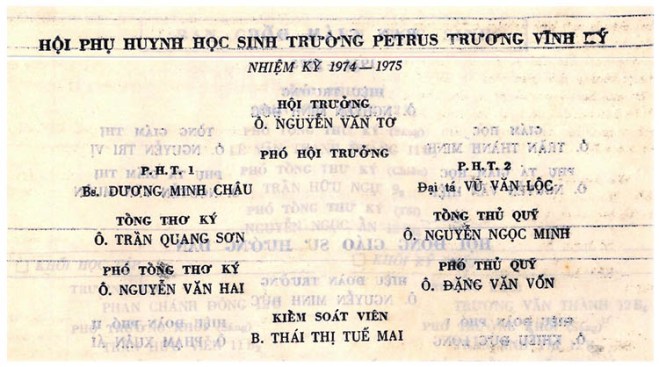 HỘI PHỤ HUYNH HỌC SINH TRƯỜNG PETRUS TRƯƠNG VĨNH KÝ
NHIỆM KỲ 1974 — 1975
HỘI TRƯỞNG
Ô. NGUYỄN VĂN TƠ
PHÓ HỘI TRƯỞNG
P.H.T. 1
Bs. DƯƠNG MINH CHÂU
P.H.T. 2
Đại tá VŨ VĂN LỘC
TỔNG THƠ KÝ
Ô. TRẦN QUANG SƠN
TỔNG THỦ QUỸ
Ô. NGUYỄN NGỌC MINH
PHÓ TỔNG THƠ KÝ
Ô. NGUYỄN VĂN HAI
PHÓ THỦ QUỸ
Ô. ĐẶNG VĂN VỐN
KIỂM SOÁT VIÊN
B. THÁI THỊ TUẾ MAI